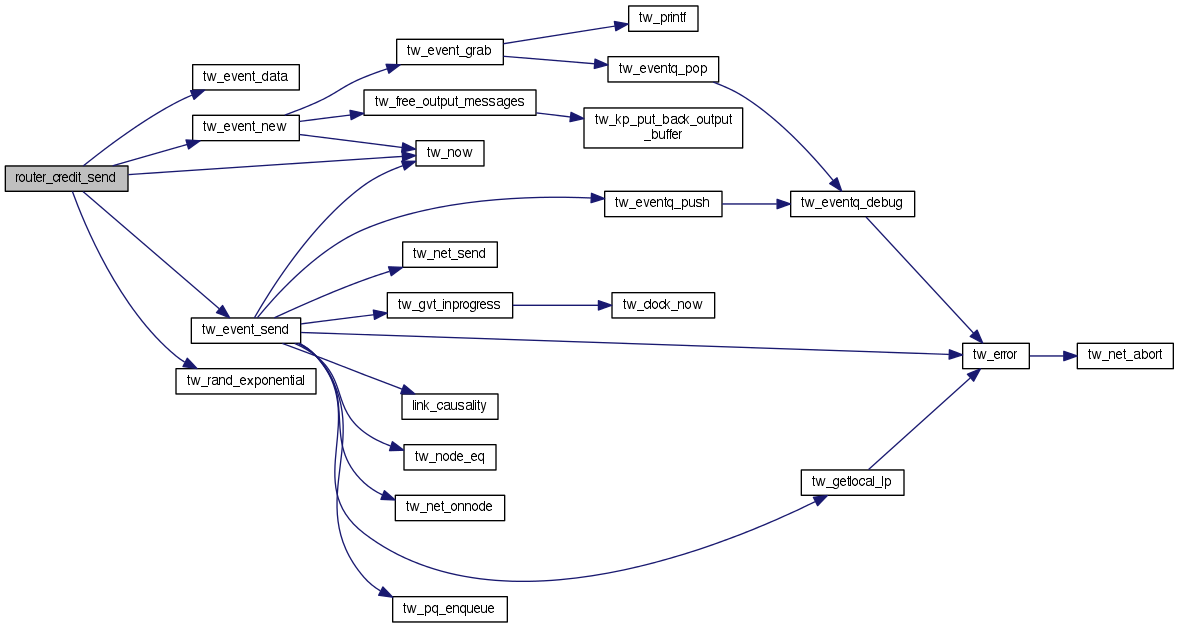 tw_printf
tw_event_grab
tw_eventq_pop
tw_event_data
tw_free_output_messages
tw_kp_put_back_output
_buffer
tw_event_new
tw_now
router_credit_send
tw_eventq_push
tw_eventq_debug
tw_net_send
tw_gvt_inprogress
tw_clock_now
tw_event_send
tw_error
tw_net_abort
tw_rand_exponential
link_causality
tw_node_eq
tw_getlocal_lp
tw_net_onnode
tw_pq_enqueue